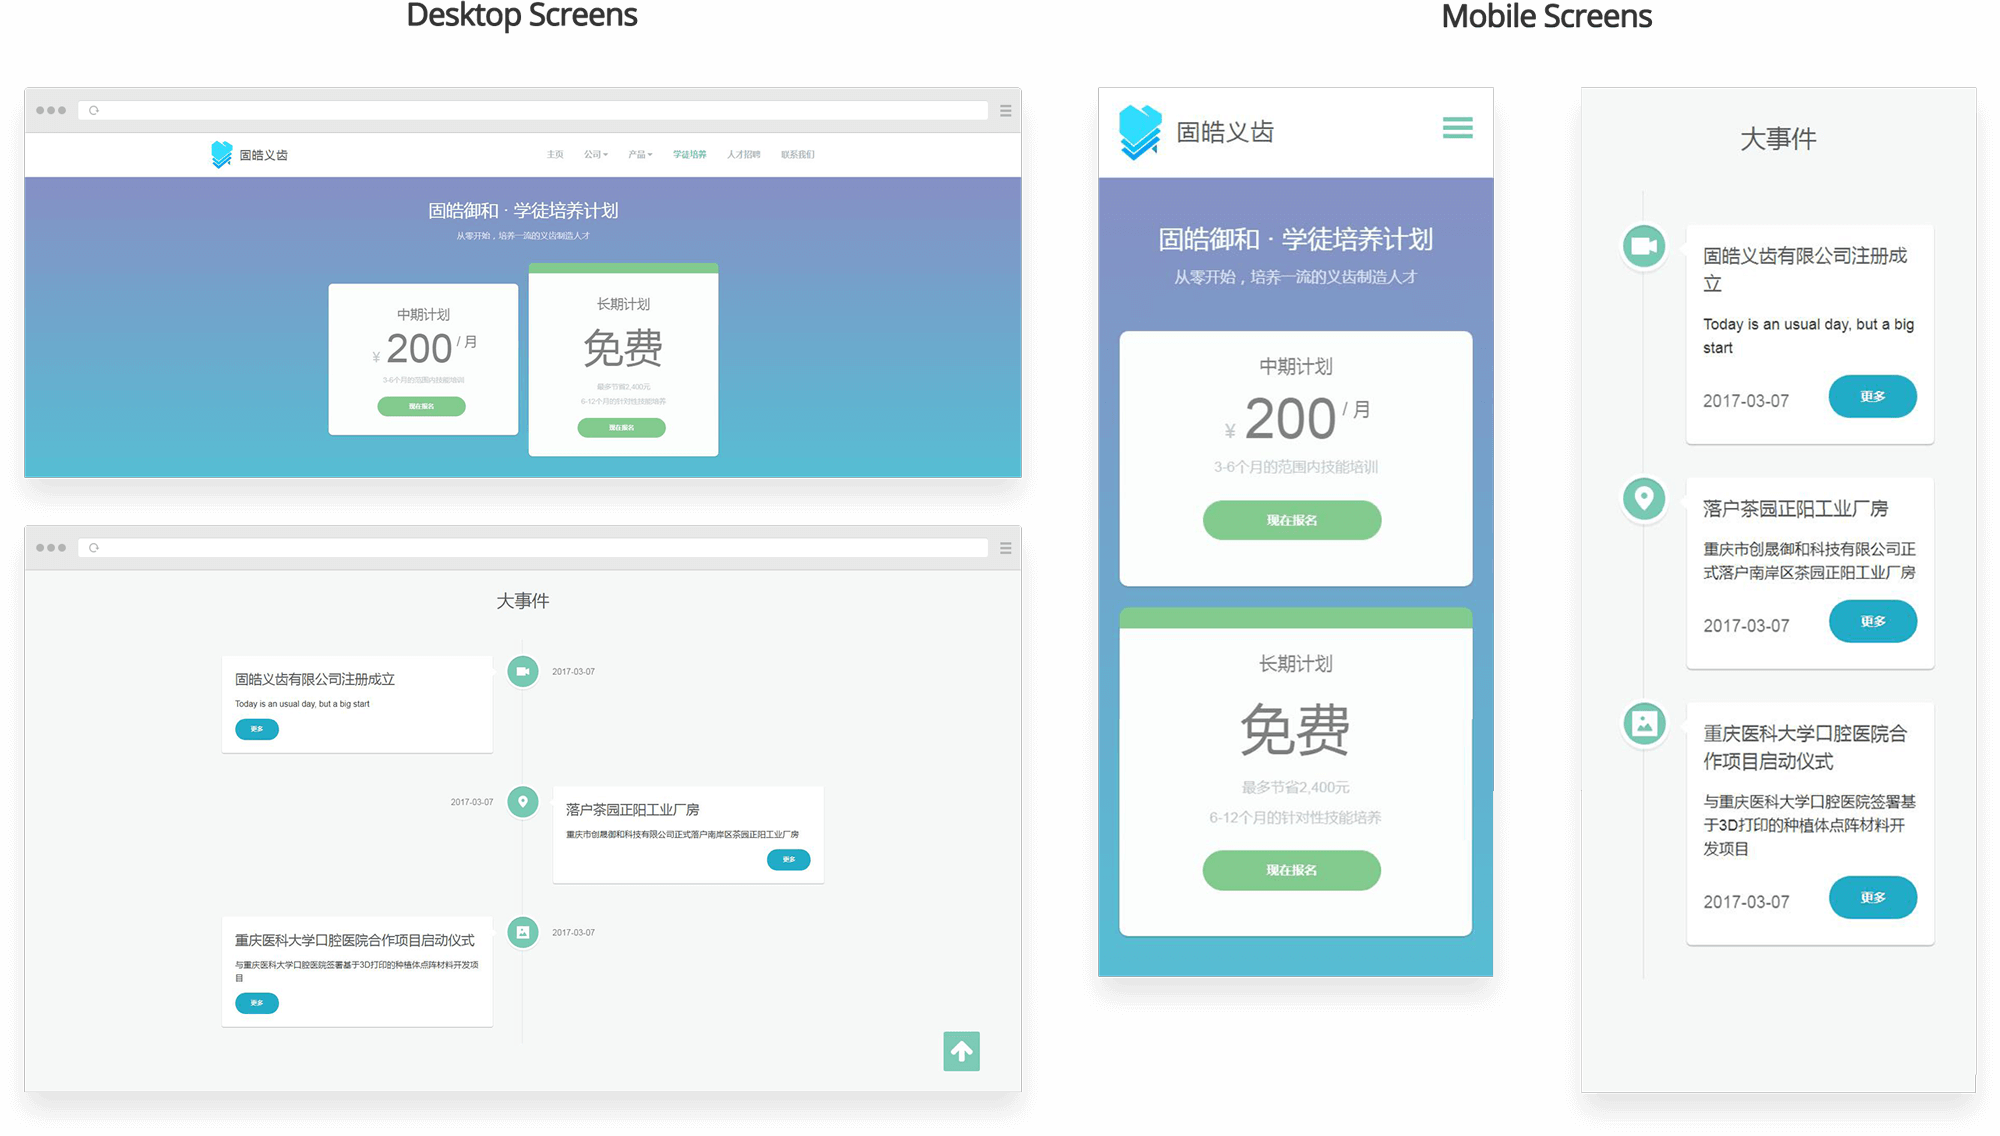 Desktop Screens
固皓义齿
主页 公司 产品 学徒培养 人才招聘 联系我们
固皓御和 · 学徒培养计划
从零开始，培养一流的义齿制造人才
中期计划
¥ 200 / 月
3-6个月的范围内技能培训
现在报名
长期计划
免费
最多节省2,400元
6-12个月的针对性技能培养
现在报名
大事件
固皓义齿有限公司注册成立
Today is an usual day, but a big start
更多
2017-03-07
2017-03-07
落户茶园正阳工业厂房
重庆市创晟御和科技有限公司正式落户南岸区茶园正阳工业厂房
更多
重庆医科大学口腔医院合作项目启动仪式
与重庆医科大学口腔医院签署基于3D打印的种植体点阵材料开发项
目
更多
2017-03-07
Mobile Screens
固皓义齿
固皓御和 · 学徒培养计划
从零开始，培养一流的义齿制造人才
中期计划
¥ 200 / 月
3-6个月的范围内技能培训
现在报名
长期计划
免费
最多节省2,400元
6-12个月的针对性技能培养
现在报名
大事件
固皓义齿有限公司注册成
立
Today is an usual day, but a big
start
2017-03-07
更多
落户茶园正阳工业厂房
重庆市创晟御和科技有限公司正
式落户南岸区茶园正阳工业厂房
2017-03-07
更多
重庆医科大学口腔医院合
作项目启动仪式
与重庆医科大学口腔医院签署基
于3D打印的种植体点阵材料开
发项目
2017-03-07
更多